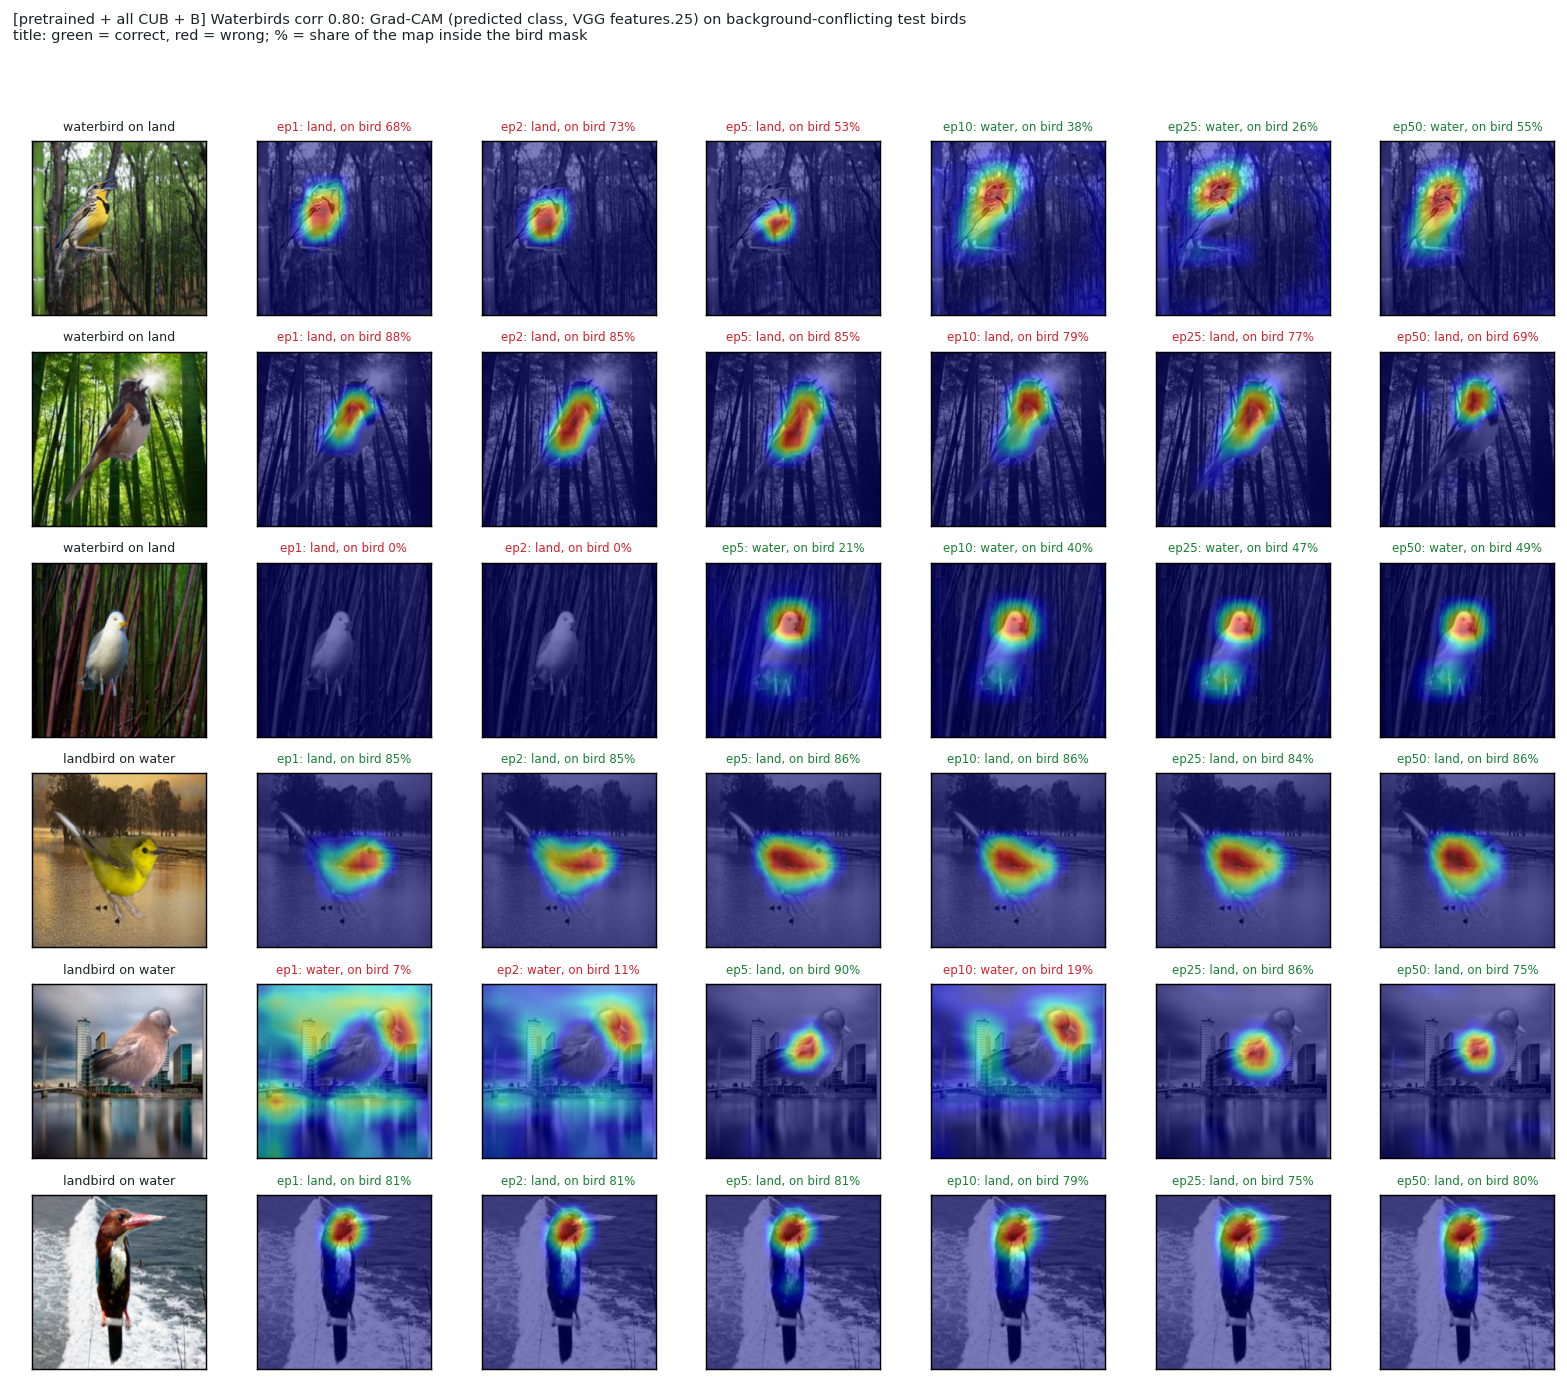 [pretrained + all CUB + B] Waterbirds corr 0.80: Grad-CAM (predicted class, VGG features.25) on background-conflicting test birds
title: green = correct, red = wrong; % = share of the map inside the bird mask
waterbird on land
ep1: land, on bird 68%
ep2: land, on bird 73%
ep5: land, on bird 53%
ep10: water, on bird 38%
ep25: water, on bird 26%
ep50: water, on bird 55%
waterbird on land
ep1: land, on bird 88%
ep2: land, on bird 85%
ep5: land, on bird 85%
ep10: land, on bird 79%
ep25: land, on bird 77%
ep50: land, on bird 69%
waterbird on land
ep1: land, on bird 0%
ep2: land, on bird 0%
ep5: water, on bird 21%
ep10: water, on bird 40%
ep25: water, on bird 47%
ep50: water, on bird 49%
landbird on water
ep1: land, on bird 85%
ep2: land, on bird 85%
ep5: land, on bird 86%
ep10: land, on bird 86%
ep25: land, on bird 84%
ep50: land, on bird 86%
landbird on water
ep1: water, on bird 7%
ep2: water, on bird 11%
ep5: land, on bird 90%
ep10: water, on bird 19%
ep25: land, on bird 86%
ep50: land, on bird 75%
landbird on water
ep1: land, on bird 81%
ep2: land, on bird 81%
ep5: land, on bird 81%
ep10: land, on bird 79%
ep25: land, on bird 75%
ep50: land, on bird 80%